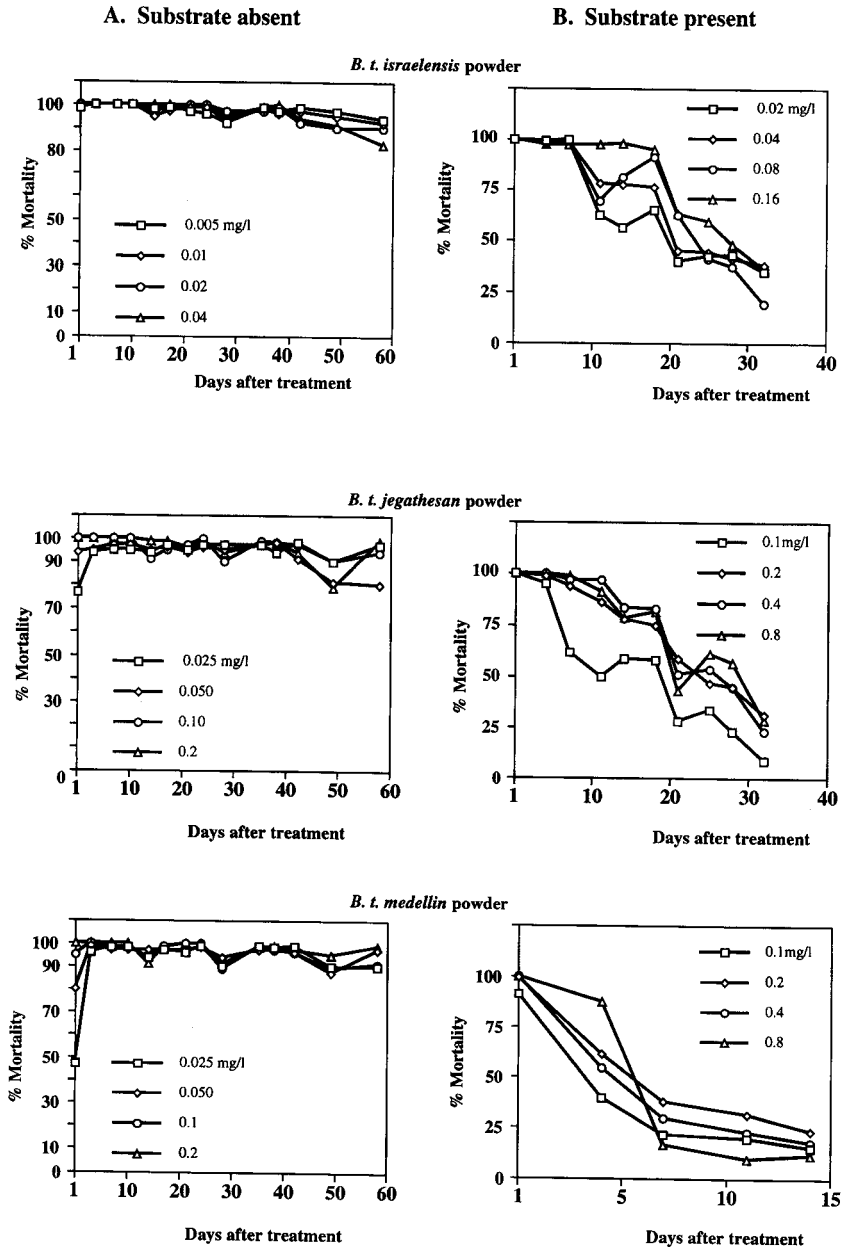 A. Substrate absent
B. Substrate present
B. t. israelensis powder
% Mortality
100
80
50
30
10
0
0.005 mg/l
0.01
0.02
0.04
1 10 20 30 40 50 60
Days after treatment
% Mortality
100
75
50
25
0
0.02 mg/l
0.04
0.08
0.16
1 10 20 30 40
Days after treatment
B. t. jegathesan powder
% Mortality
100
90
70
50
30
0
0.025 mg/l
0.050
0.10
0.2
1 10 20 30 40 50 60
Days after treatment
% Mortality
100
75
50
25
0
0.1mg/l
0.2
0.4
0.8
1 10 20 30 40
Days after treatment
B. t. medellin powder
% Mortality
100
90
70
50
30
10
0
0.025 mg/l
0.050
0.1
0.2
1 10 20 30 40 50 60
Days after treatment
% Mortality
100
75
50
25
0
0.1mg/l
0.2
0.4
0.8
1 5 10 15
Days after treatment